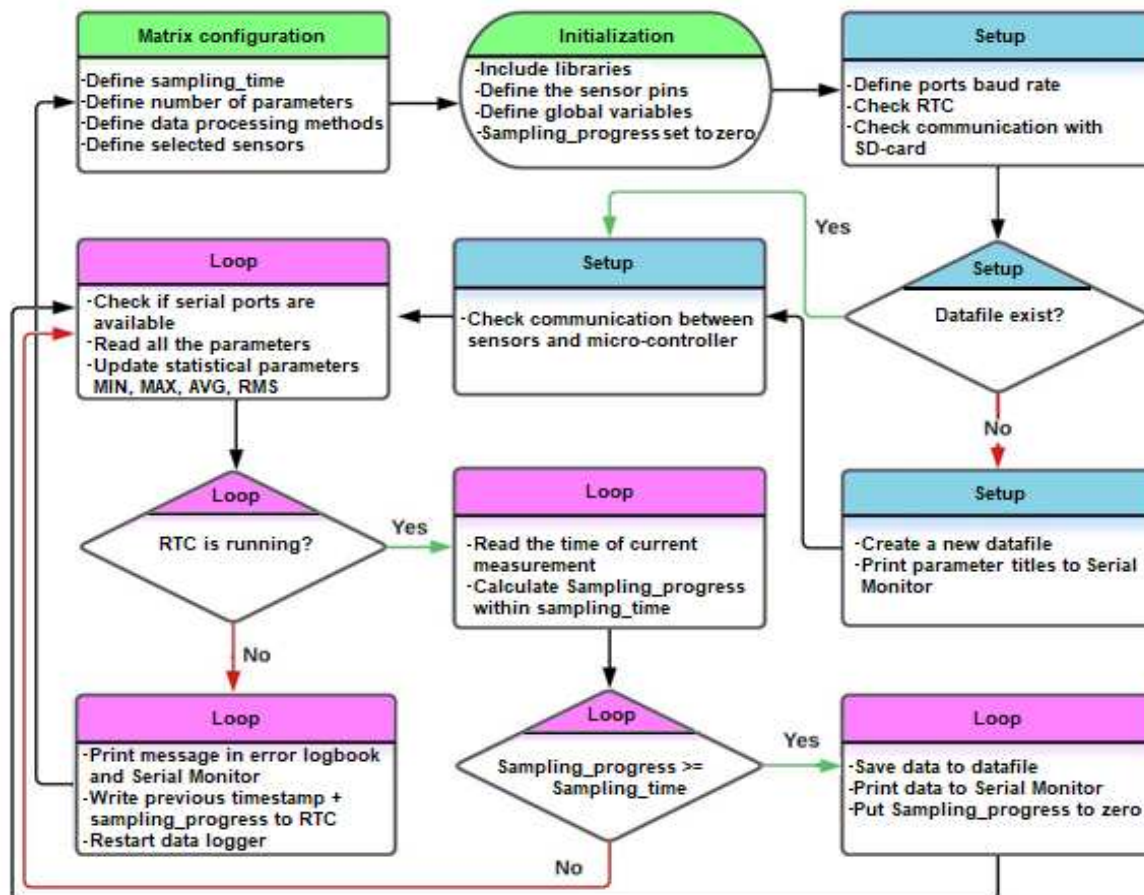 Matrix configuration
-Define sampling_time
-Define number of parameters
-Define data processing methods
-Define selected sensors
Initialization
-Include libraries
-Define the sensor pins
-Define global variables
-Sampling_progress set to zero
Setup
-Define ports baud rate
-Check RTC
-Check communication with
SD-card
Yes
Setup
Datafile exist?
No
Setup
-Check communication between
sensors and micro-controller
Loop
-Check if serial ports are
available
-Read all the parameters
-Update statistical parameters
MIN, MAX, AVG, RMS
Setup
-Create a new datafile
-Print parameter titles to Serial
Monitor
Loop
RTC is running?
Yes
No
Loop
-Read the time of current
measurement
-Calculate Sampling_progress
within sampling_time
Loop
-Print message in error logbook
and Serial Monitor
-Write previous timestamp +
sampling_progress to RTC
-Restart data logger
Loop
Sampling_progress >=
Sampling_time
Yes
No
Loop
-Save data to datafile
-Print data to Serial Monitor
-Put Sampling_progress to zero